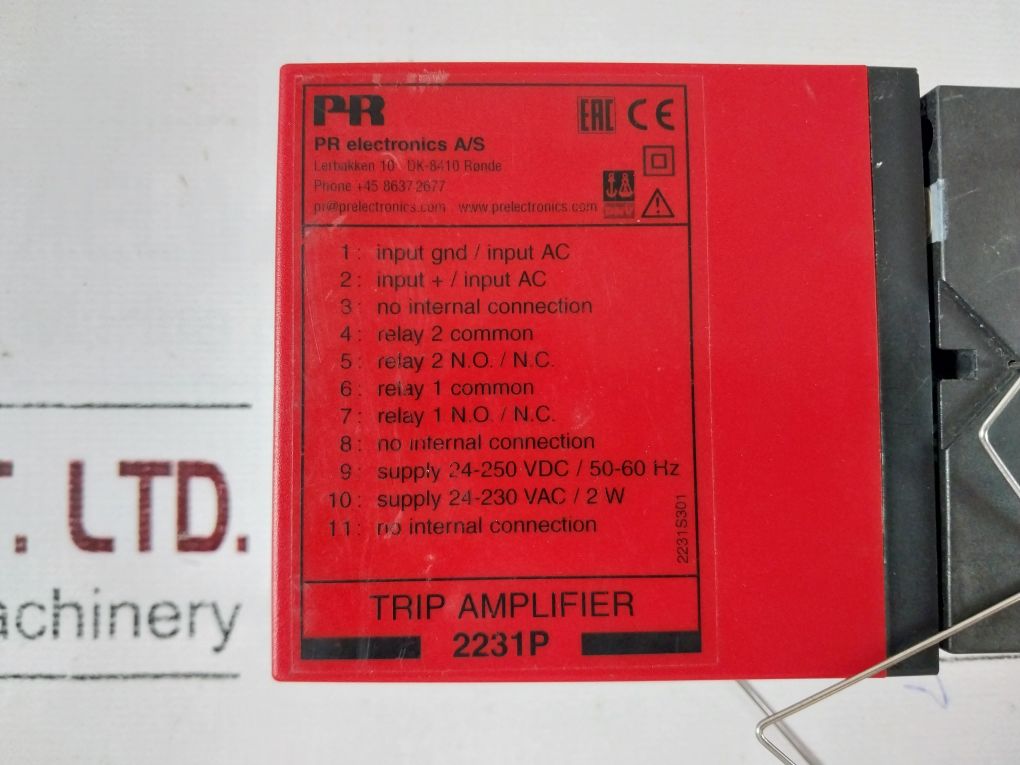 PR
EAC CE
PR electronics A/S
Lerbakken 10 DK-8410 Rønde
Phone +45 8637 2677
pr@prelectronics.com www.prelectronics.com
1: input gnd / input AC
2: input + / input AC
3: no internal connection
4: relay 2 common
5: relay 2 N.O. / N.C.
6: relay 1 common
7: relay 1 N.O. / N.C.
8: no internal connection
9: supply 24-250 VDC / 50-60 Hz
10: supply 24-230 VAC / 2 W
11: no internal connection
2231S301
TRIP AMPLIFIER
2231P
T. LTD.
achinery